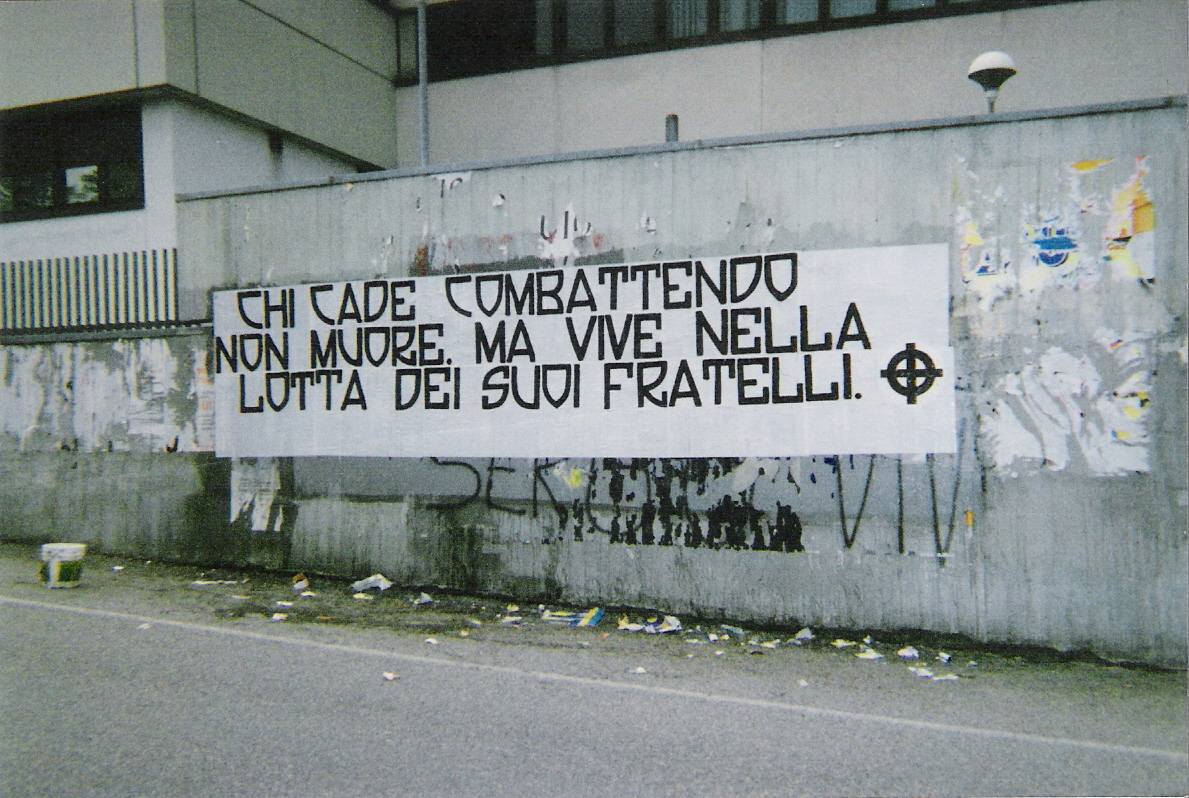 CHI CADE COMBATTENDO
NON MUORE. MA VIVE NELLA
LOTTA DEI SUOI FRATELLI.